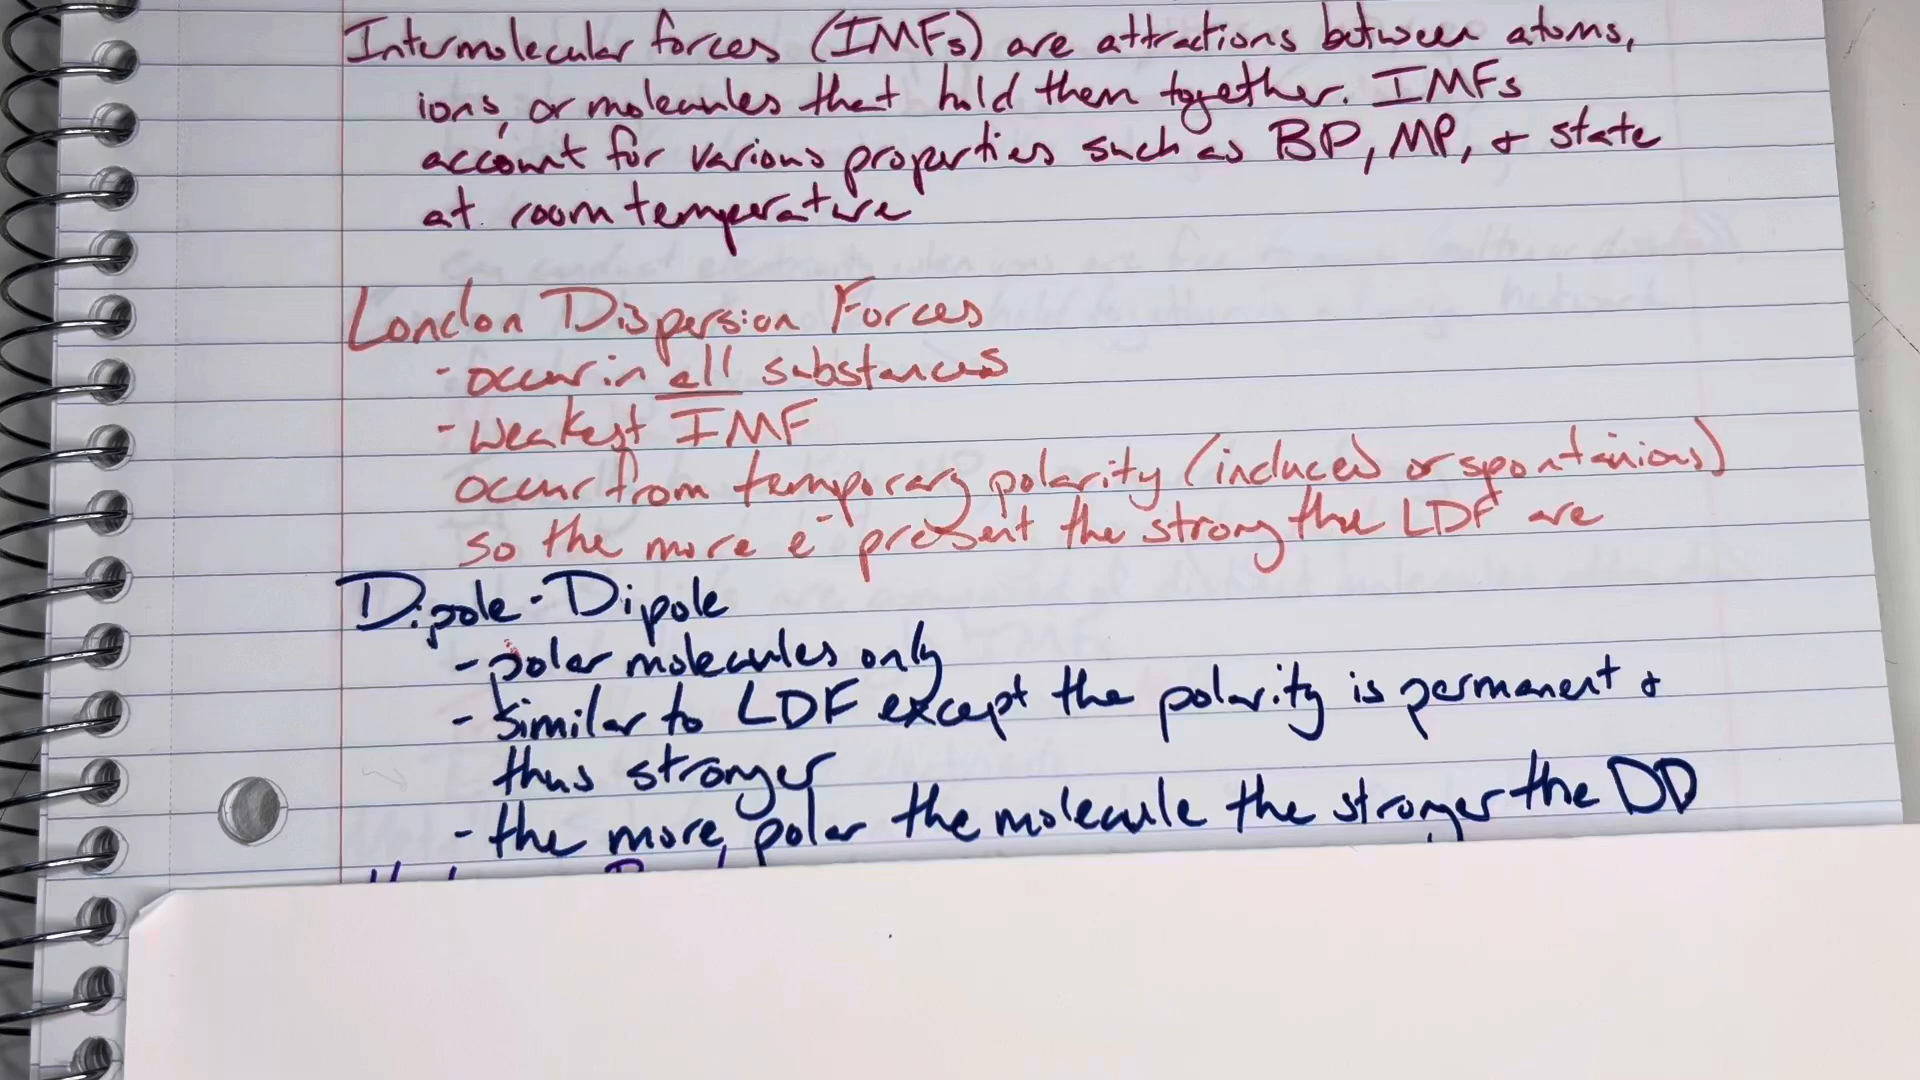 Intermolecular forces (IMFs) are attractions between atoms,
ions, or molecules that hold them together. IMFs
account for various properties such as BP, MP, + state
at room temperature
London Dispersion Forces
- occur in all substances
- weakest IMF
occur from temporary polarity (induced or spontainious)
so the more e⁻ present the strong the LDF are
Dipole-Dipole
- polar molecules only
- similar to LDF except the polarity is permanent +
thus stronger
- the more polar the molecule the stronger the DD